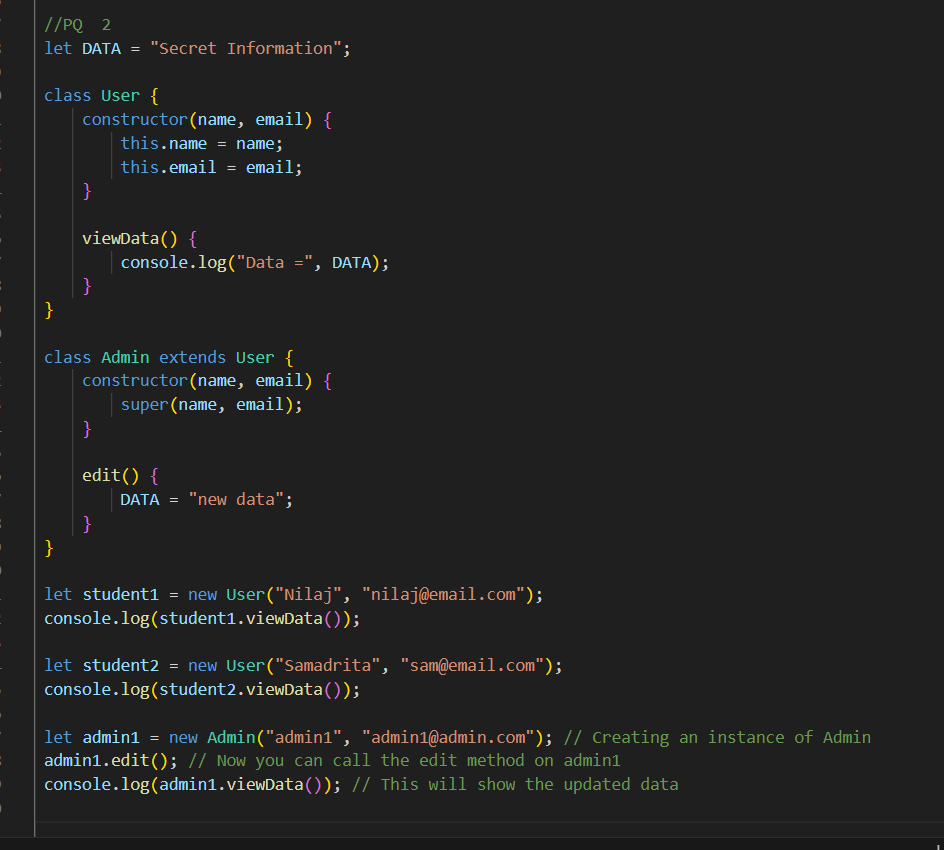 //PQ  2
let DATA = "Secret Information";
class User {
constructor(name, email) {
this.name = name;
this.email = email;
}
viewData() {
console.log("Data =", DATA);
}
}
class Admin extends User {
constructor(name, email) {
super(name, email);
}
edit() {
DATA = "new data";
}
}
let student1 = new User("Nilaj", "nilaj@email.com");
console.log(student1.viewData());
let student2 = new User("Samadrita", "sam@email.com");
console.log(student2.viewData());
let admin1 = new Admin("admin1", "admin1@admin.com"); // Creating an instance of Admin
admin1.edit(); // Now you can call the edit method on admin1
console.log(admin1.viewData()); // This will show the updated data